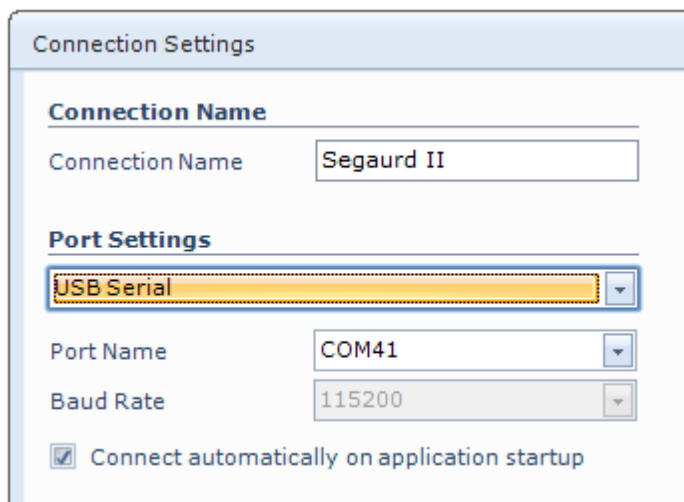 Connection Settings
Connection Name
Connection Name Segaurd II
Port Settings
USB Serial
Port Name COM41
Baud Rate 115200
Connect automatically on application startup